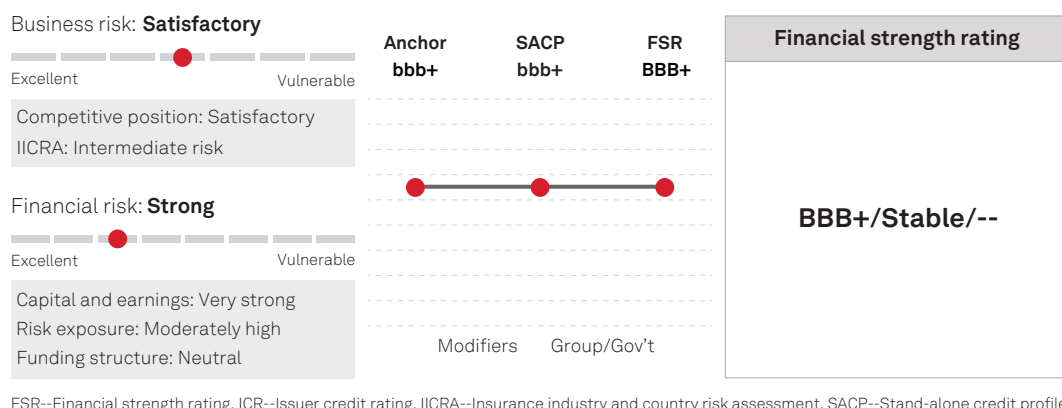 Business risk: Satisfactory
Excellent
Vulnerable
Competitive position: Satisfactory
IICRA: Intermediate risk
Financial risk: Strong
Excellent
Vulnerable
Capital and earnings: Very strong
Risk exposure: Moderately high
Funding structure: Neutral
Anchor
bbb+
SACP
bbb+
FSR
BBB+
Modifiers
Group/Gov't
Financial strength rating
BBB+/Stable/--
FSR--Financial strength rating. ICR--Issuer credit rating. IICRA--Insurance industry and country risk assessment. SACP--Stand-alone credit profil